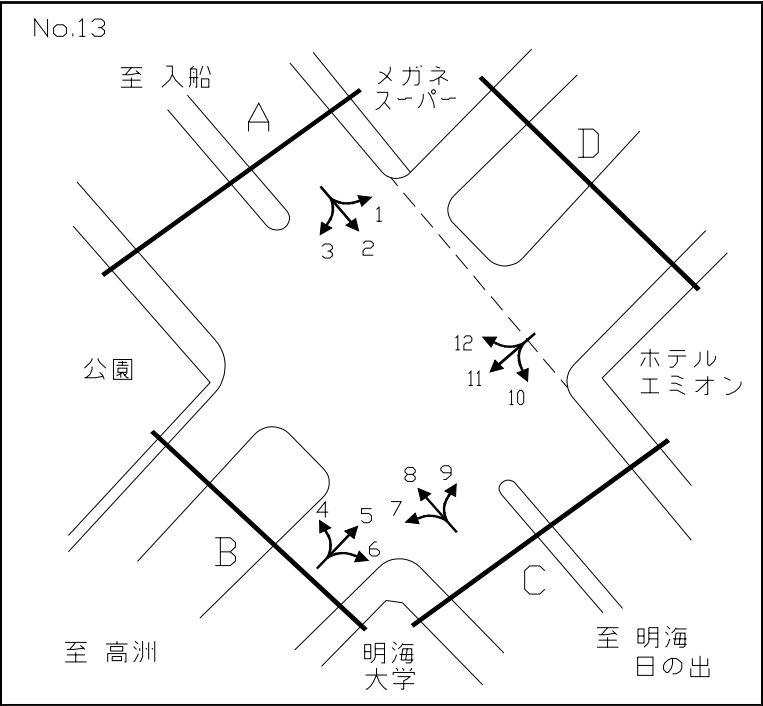 No.13
至 入船
メガネ
スーパー
A
D
1
2
3
公園
12
11
10
ホテル
エミオン
8
9
7
4
5
6
B
C
至 高洲
明海
大学
至 明海
日の出